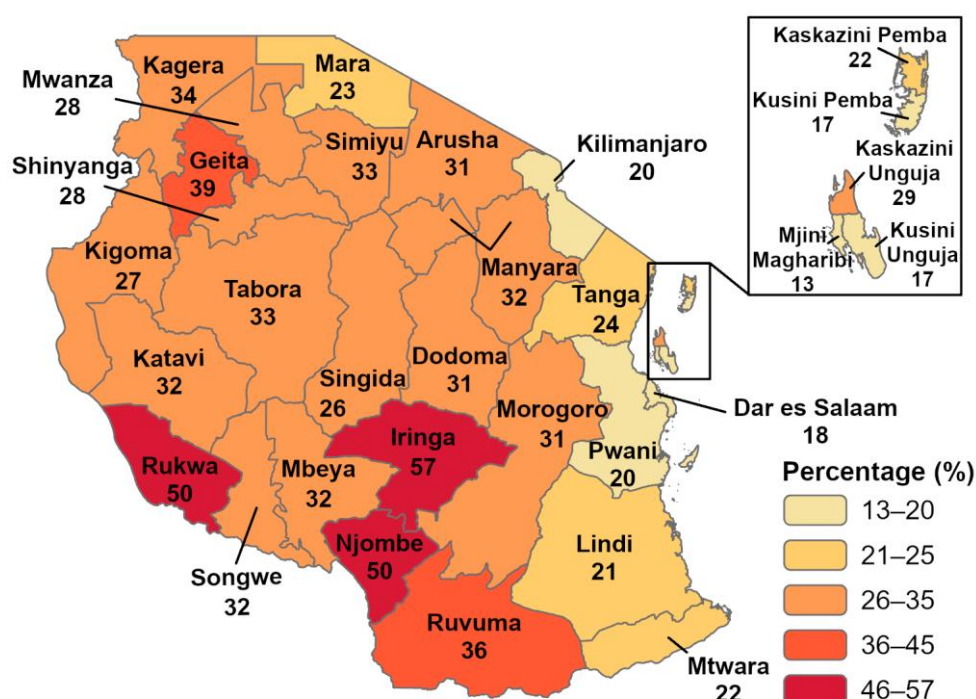 Kagera
34
Mwanza
28
Mara
23
Geita
39
Simiyu
33
Arusha
31
Kilimanjaro
20
Shinyanga
28
Kigoma
27
Tabora
33
Manyara
32
Tanga
24
Katavi
32
Singida
26
Dodoma
31
Morogoro
31
Dar es Salaam
18
Pwani
20
Rukwa
50
Mbeya
32
Iringa
57
Njombe
50
Songwe
32
Lindi
21
Ruvuma
36
Mtwara
22
Kaskazini Pemba
22
Kusini Pemba
17
Kaskazini
Unguja
29
Mjini
Magharibi
13
Kusini
Unguja
17
Percentage (%)
13–20
21–25
26–35
36–45
46–57